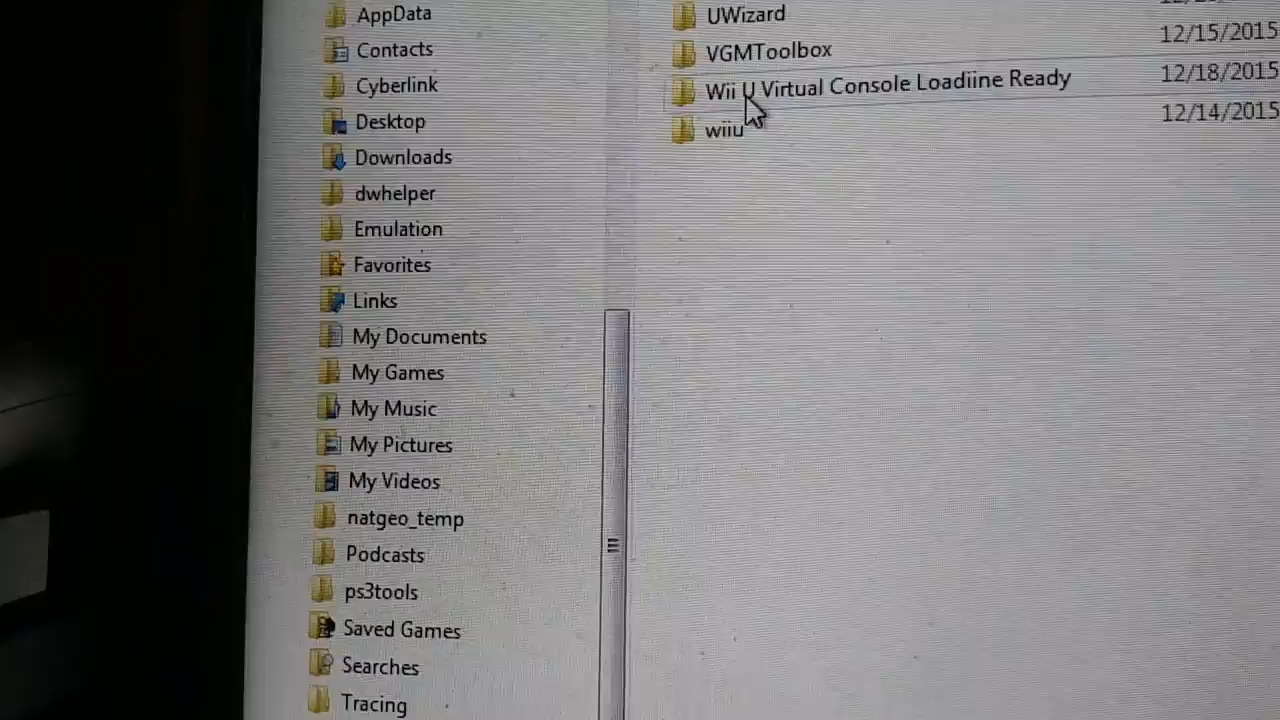 AppData
Contacts
Cyberlink
Desktop
Downloads
dwhelper
Emulation
Favorites
Links
My Documents
My Games
My Music
My Pictures
My Videos
natgeo_temp
Podcasts
ps3tools
Saved Games
Searches
Tracing
UWizard
VGMToolbox 12/15/2015
Wii U Virtual Console Loadiine Ready 12/18/2015
wiiu 12/14/2015